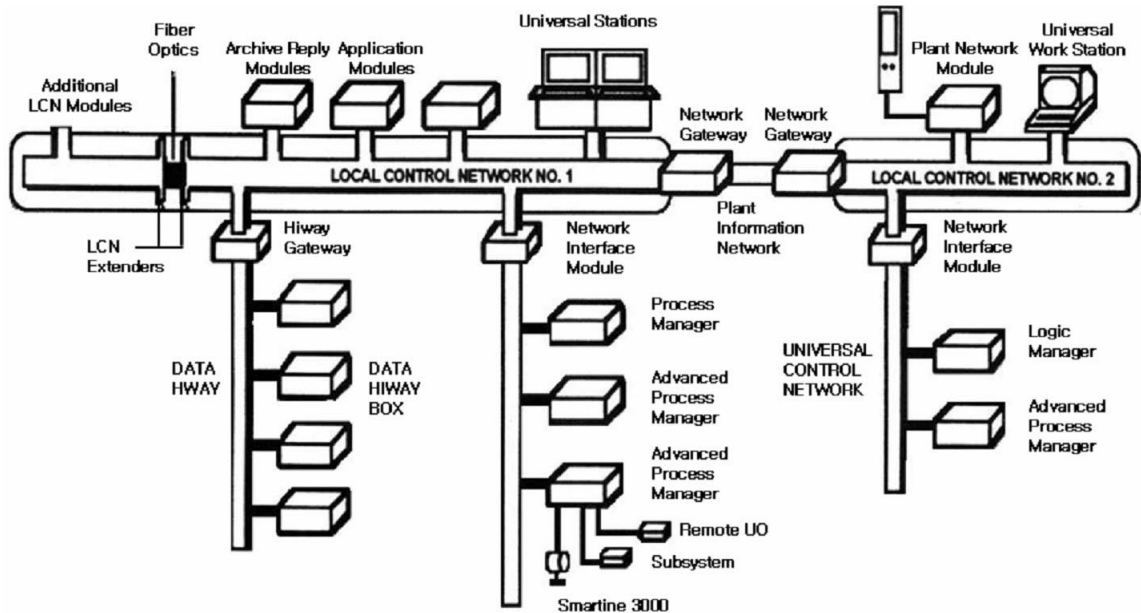 Fiber
Optics
Additional
LCN Modules
Archive Reply
Modules
Application
Modules
Universal Stations
Network
Gateway
Network
Gateway
Plant Network
Module
Universal
Work Station
LOCAL CONTROL NETWORK NO. 1
LOCAL CONTROL NETWORK NO. 2
LCN
Extenders
Hiway
Gateway
Network
Interface
Module
Plant
Information
Network
Network
Interface
Module
DATA
HWAY
DATA
HIWAY
BOX
Process
Manager
Advanced
Process
Manager
Advanced
Process
Manager
Remote UO
Subsystem
Smartine 3000
UNIVERSAL
CONTROL
NETWORK
Logic
Manager
Advanced
Process
Manager